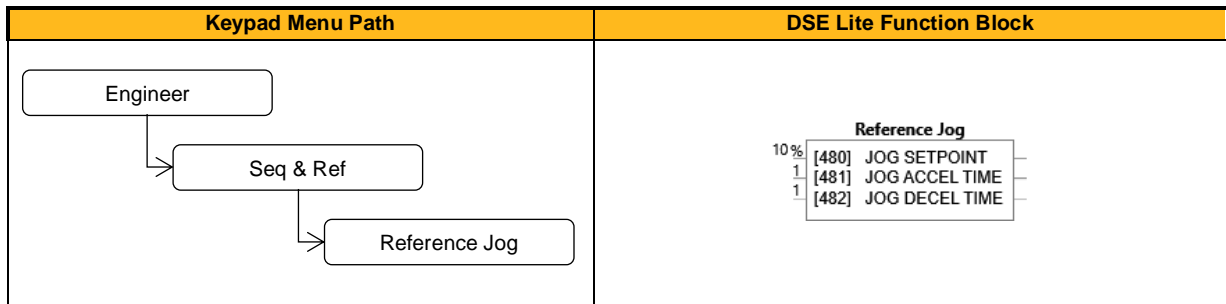 Keypad Menu Path
DSE Lite Function Block
Engineer
Seq & Ref
Reference Jog
Reference Jog
10% [480] JOG SETPOINT
1 [481] JOG ACCEL TIME
1 [482] JOG DECEL TIME